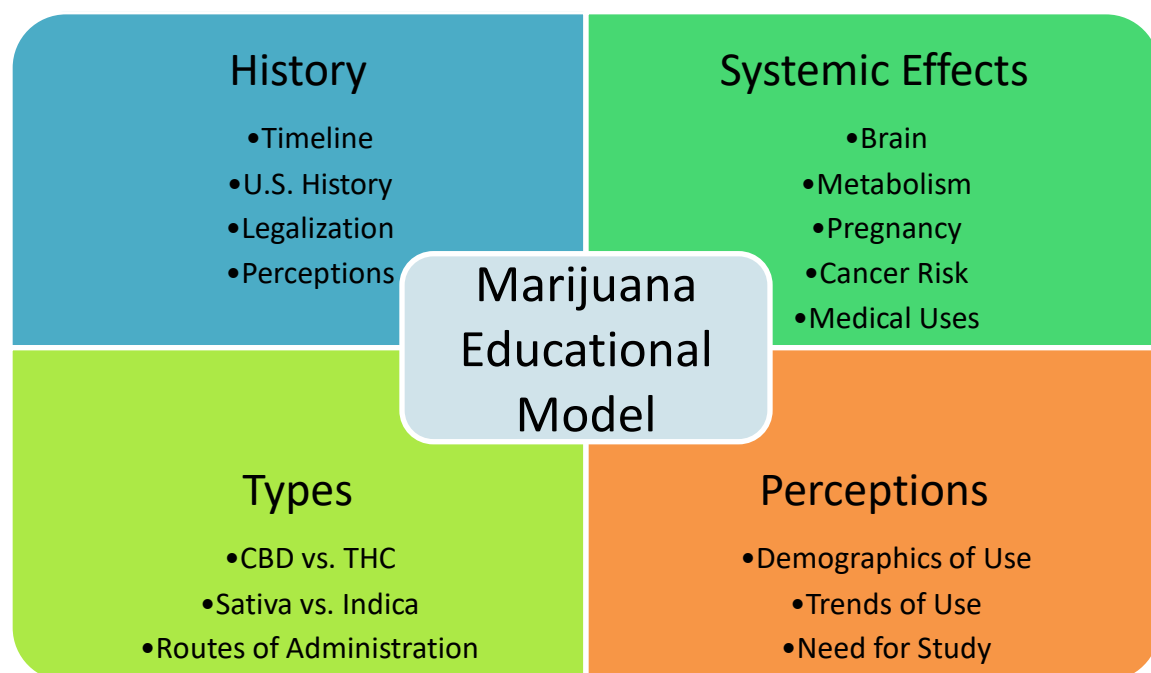 History
•Timeline
•U.S. History
•Legalization
•Perceptions
Systemic Effects
•Brain
•Metabolism
•Pregnancy
•Cancer Risk
•Medical Uses
Marijuana
Educational
Model
Types
•CBD vs. THC
•Sativa vs. Indica
•Routes of Administration
Perceptions
•Demographics of Use
•Trends of Use
•Need for Study